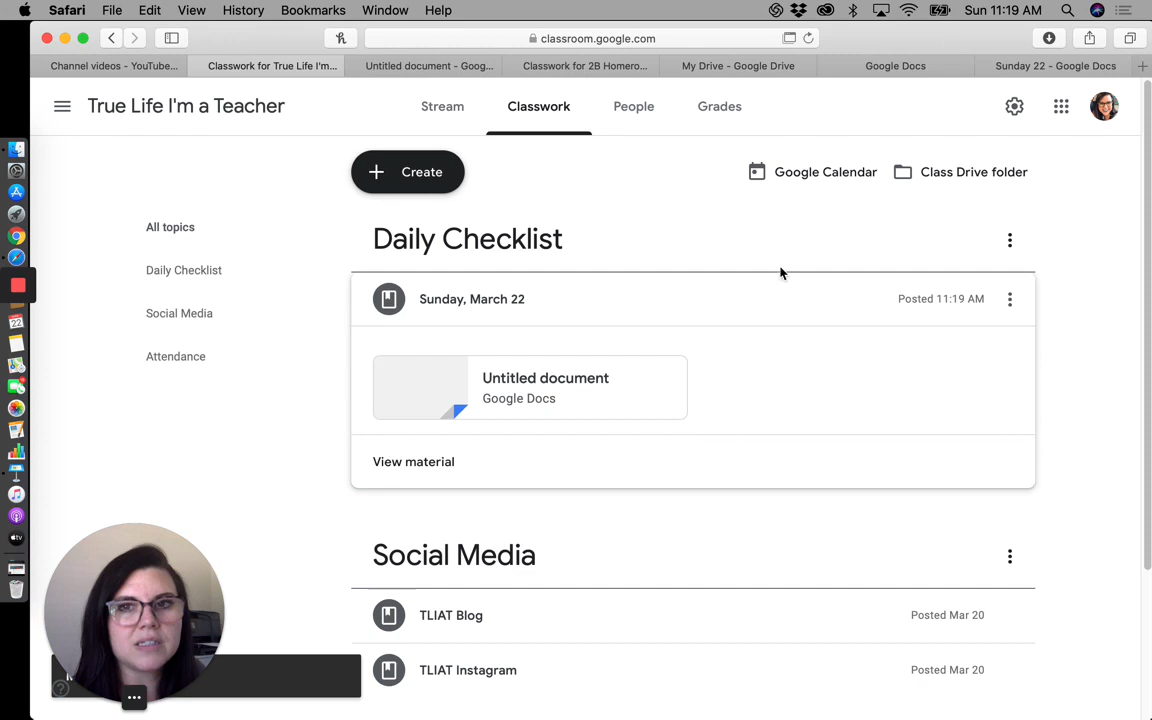 Safari File Edit View History Bookmarks Window Help Sun 11:19 AM
classroom.google.com
Channel videos - YouTube... Classwork for True Life I'm... Untitled document - Goog... Classwork for 2B Homero... My Drive - Google Drive Google Docs Sunday 22 - Google Docs
True Life I'm a Teacher Stream Classwork People Grades
Create Google Calendar Class Drive folder
All topics
Daily Checklist
Social Media
Attendance
Daily Checklist
Sunday, March 22 Posted 11:19 AM
Untitled document
Google Docs
View material
Social Media
TLIAT Blog Posted Mar 20
TLIAT Instagram Posted Mar 20